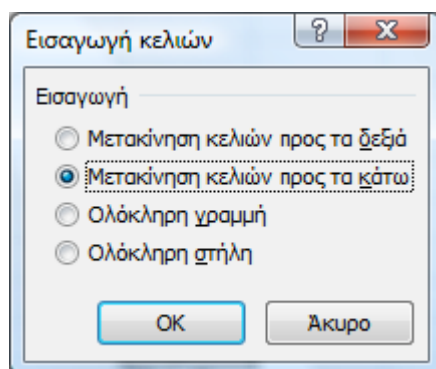 Εισαγωγή κελιών
Εισαγωγή
Μετακίνηση κελιών προς τα δεξιά
Μετακίνηση κελιών προς τα κάτω
Ολόκληρη γραμμή
Ολόκληρη στήλη
OK
Άκυρο